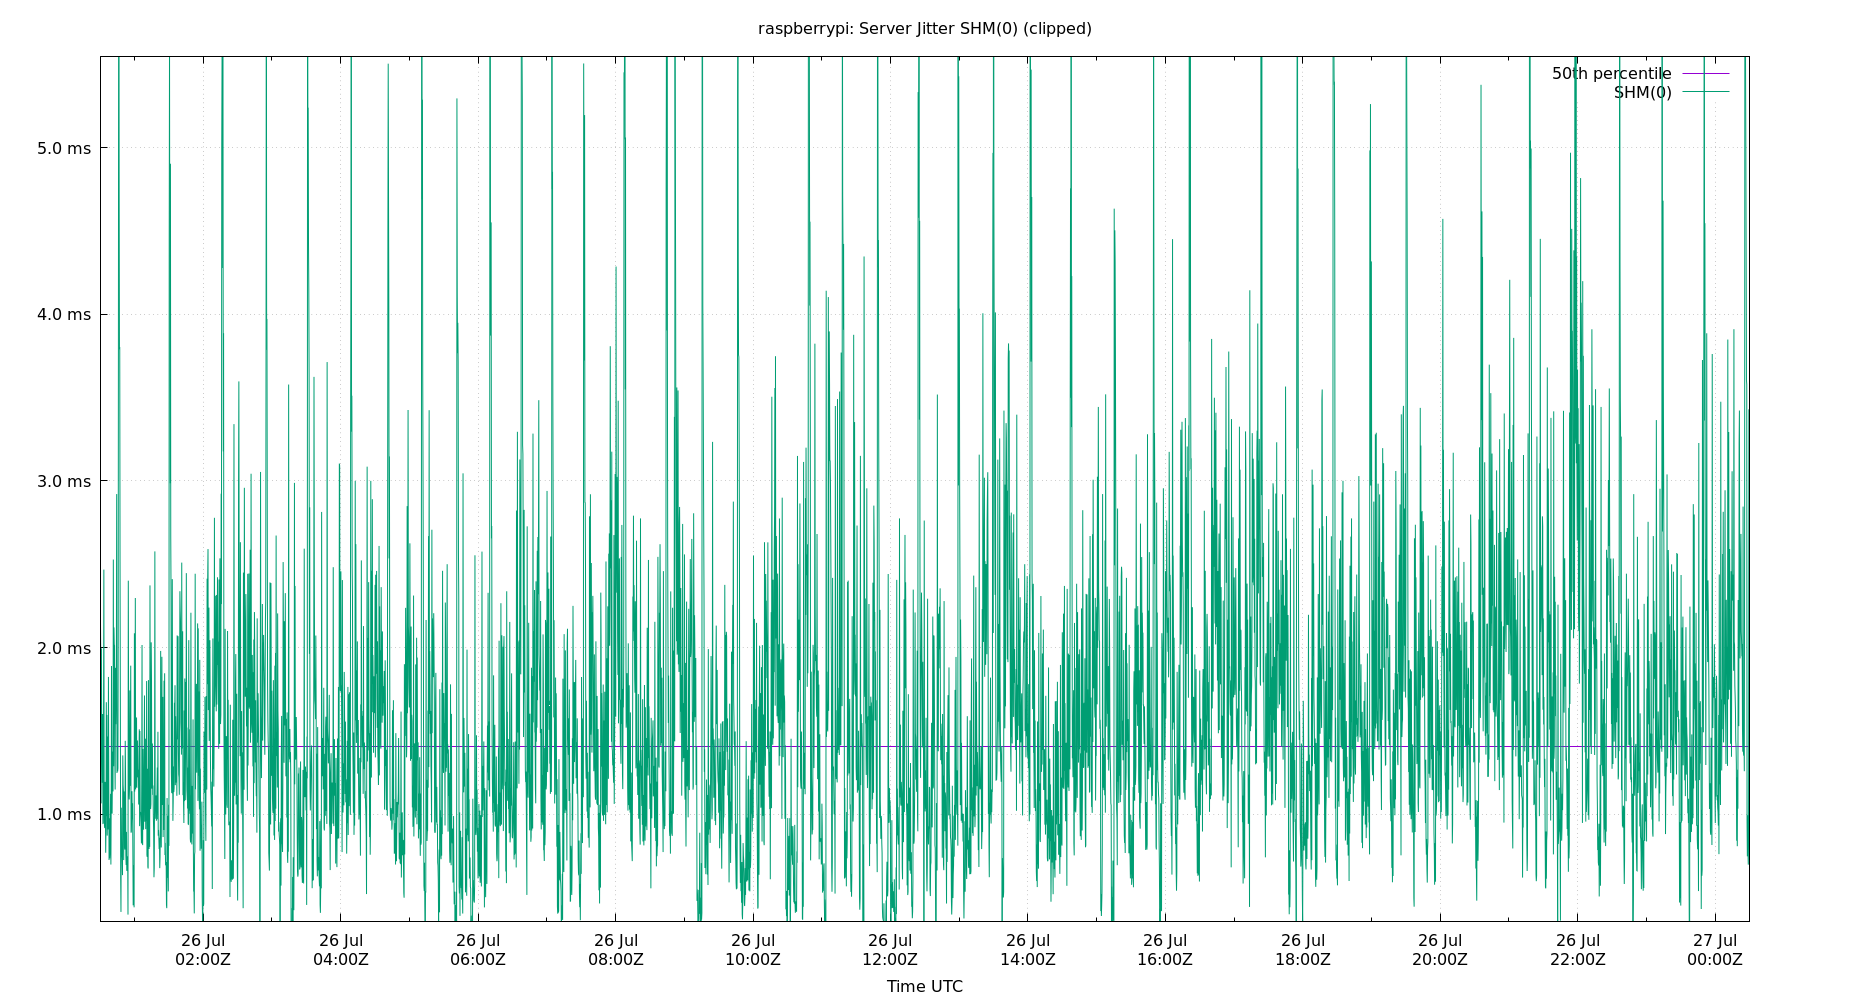 raspberrypi: Server Jitter SHM(0) (clipped)
50th percentile
SHM(0)
5.0 ms
4.0 ms
3.0 ms
2.0 ms
1.0 ms
26 Jul 26 Jul 26 Jul 26 Jul 26 Jul 26 Jul 26 Jul 26 Jul 26 Jul 26 Jul 26 Jul 27 Jul
02:00Z 04:00Z 06:00Z 08:00Z 10:00Z 12:00Z 14:00Z 16:00Z 18:00Z 20:00Z 22:00Z 00:00Z
Time UTC